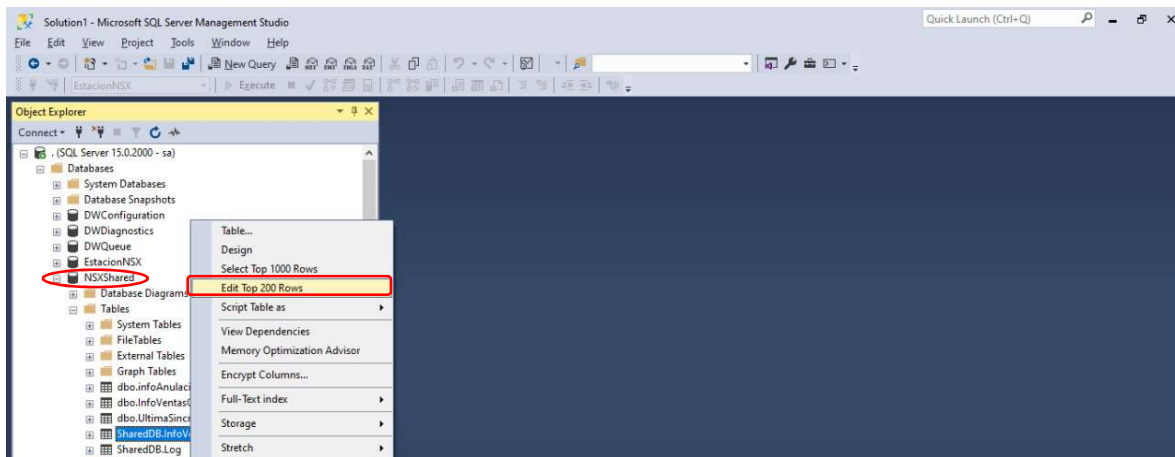 Solution1 - Microsoft SQL Server Management Studio
Quick Launch (Ctrl+Q)
File Edit View Project Tools Window Help
New Query
EstacionNSX
Execute
Object Explorer
Connect
. (SQL Server 15.0.2000 - sa)
Databases
System Databases
Database Snapshots
DWConfiguration
DWDiagnostics
DWQueue
EstacionNSX
NSXShared
Database Diagrams
Tables
System Tables
FileTables
External Tables
Graph Tables
dbo.infoAnulaci
dbo.InfoVentas
dbo.UltimaSincr
SharedDB.InfoV
SharedDB.Log
Table...
Design
Select Top 1000 Rows
Edit Top 200 Rows
Script Table as
View Dependencies
Memory Optimization Advisor
Encrypt Columns...
Full-Text index
Storage
Stretch